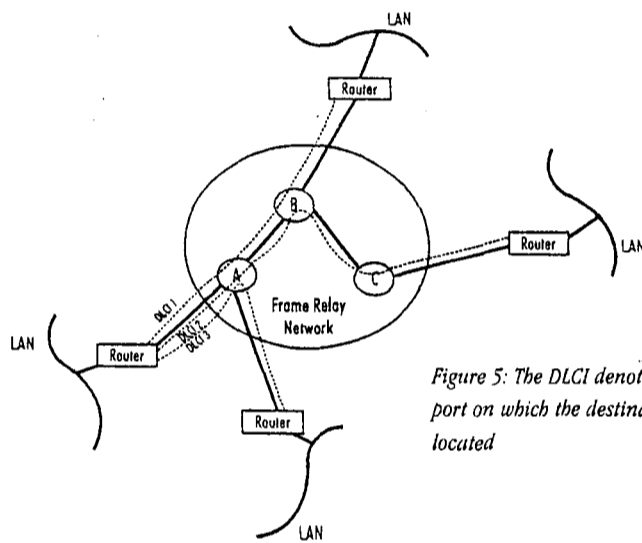 LAN
Router
B
Router
LAN
A
C
Frame Relay
Network
DLCI 1
DLCI 2
DLCI 3
LAN
Router
Router
LAN
Figure 5: The DLCI denot
port on which the destina
located